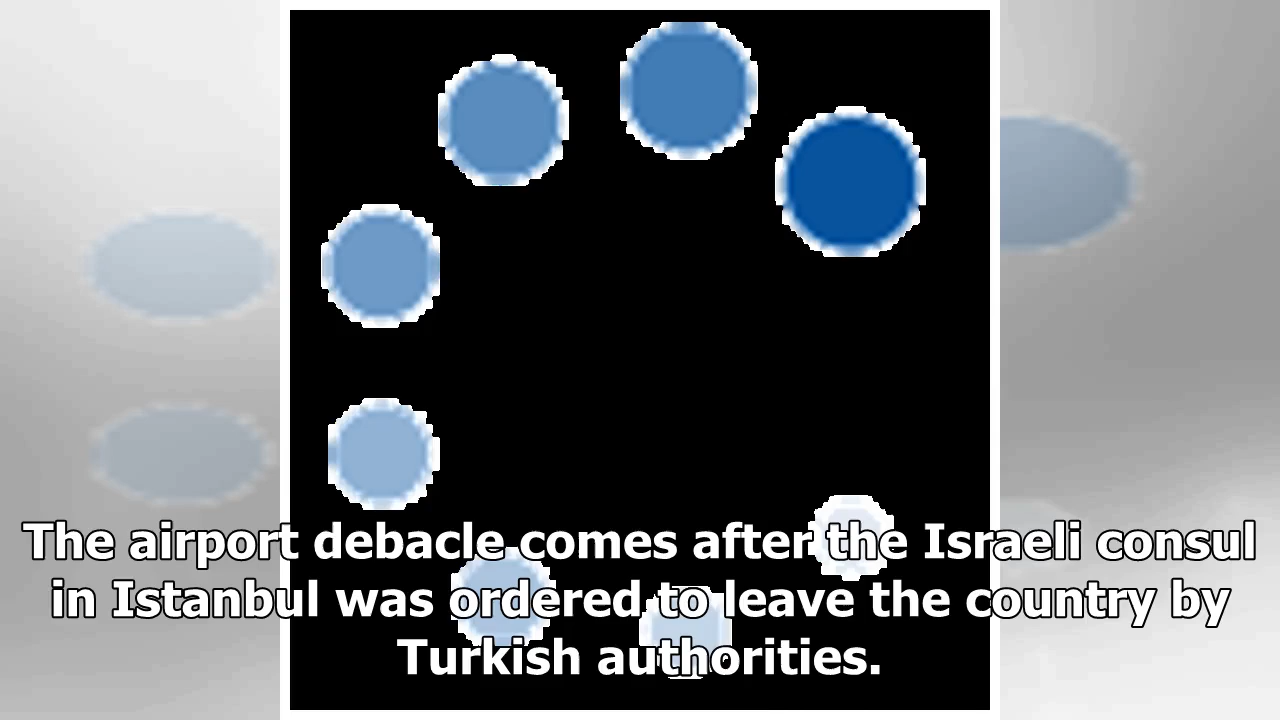 The airport debacle comes after the Israeli consul
in Istanbul was ordered to leave the country by
Turkish authorities.